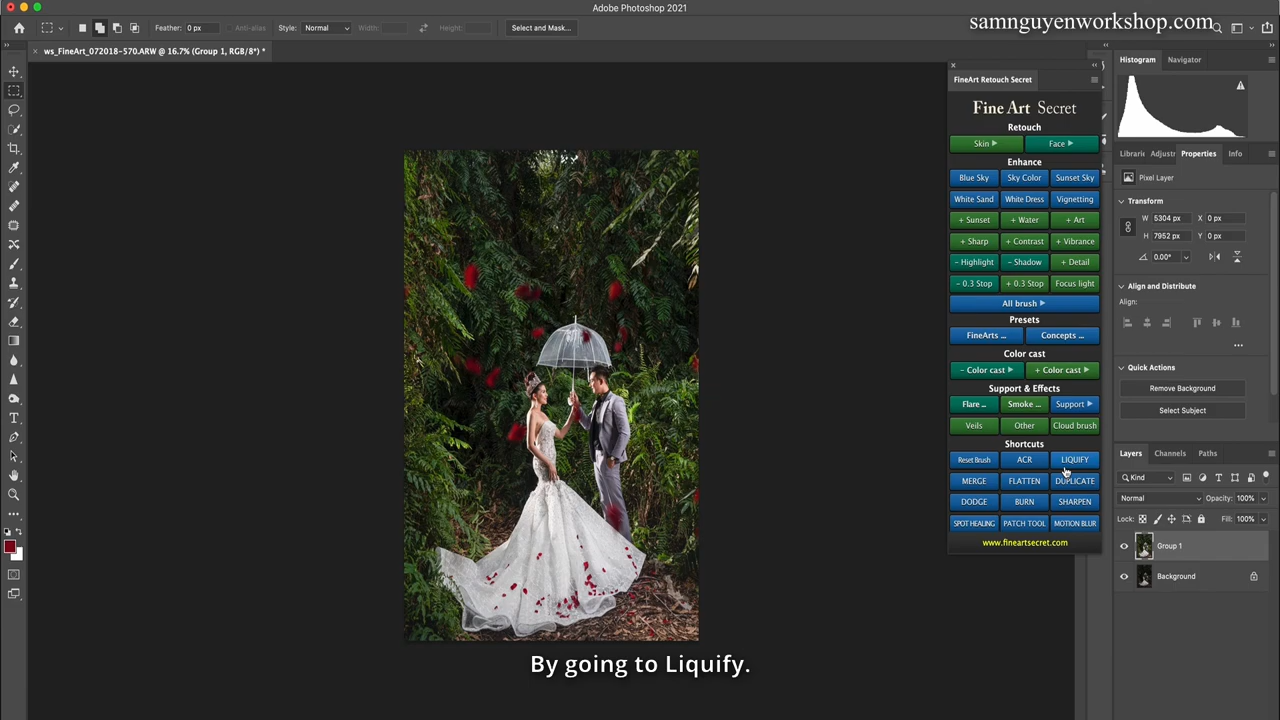 Adobe Photoshop 2021
samnguyenworkshop.com
Feather: 0 px
Anti-alias
Style: Normal
Width:
Height:
Select and Mask...
ws_FineArt_072018-570.ARW @ 16.7% (Group 1, RGB/8*) *
FineArt Retouch Secret
Fine Art Secret
Retouch
Skin Face
Enhance
Blue Sky Sky Color Sunset Sky
White Sand White Dress Vignetting
+ Sunset + Water + Art
+ Sharp + Contrast + Vibrance
- Highlight - Shadow + Detail
- 0.3 Stop + 0.3 Stop Focus light
All brush
Presets
FineArts ... Concepts ...
Color cast
- Color cast + Color cast
Support & Effects
Flare ... Smoke ... Support
Veils Other Cloud brush
Shortcuts
Reset Brush ACR LIQUIFY
MERGE FLATTEN DUPLICATE
DODGE BURN SHARPEN
SPOT HEALING PATCH TOOL MOTION BLUR
www.fineartsecret.com
Histogram Navigator
Librarie Adjustr Properties Info
Pixel Layer
Transform
W 5304 px X 0 px
H 7952 px Y 0 px
0.00°
Align and Distribute
Align:
Quick Actions
Remove Background
Select Subject
Layers Channels Paths
Kind
Normal Opacity: 100%
Lock: Fill: 100%
Group 1
Background
By going to Liquify.